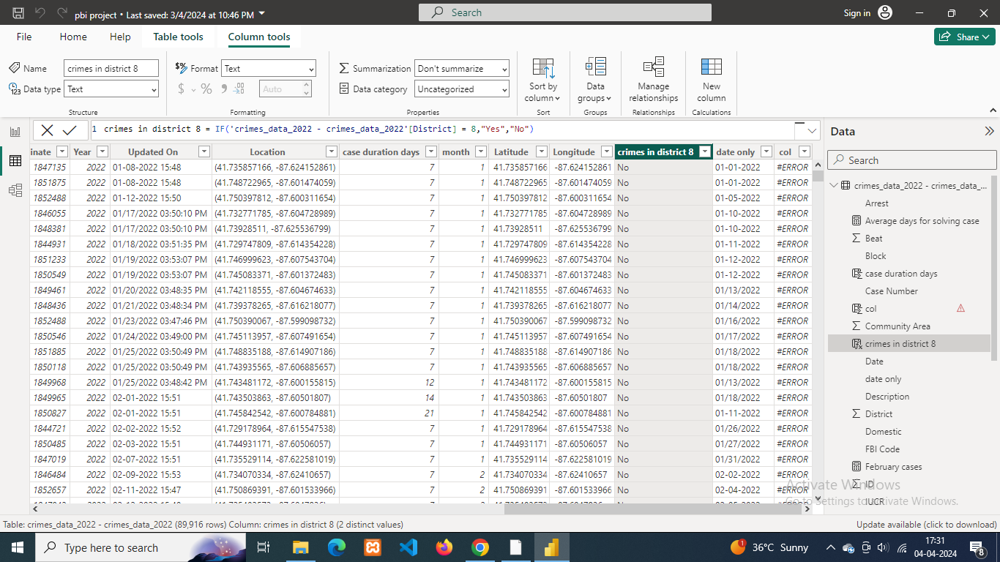 pbi project • Last saved: 3/4/2024 at 10:46 PM
Search
Sign in
File Home Help Table tools Column tools
Share
Name crimes in district 8
Data type Text
Structure
$% Format Text
$ % Auto
Formatting
Summarization Don't summarize
Data category Uncategorized
Properties
Sort by column
Sort
Data groups
Groups
Manage relationships
Relationships
New column
Calculations
1 crimes in district 8 = IF('crimes_data_2022 - crimes_data_2022'[District] = 8,"Yes","No")
inate Year Updated On Location case duration days month Latitude Longitude crimes in district 8 date only col
1847135 2022 01-08-2022 15:48 (41.735857166, -87.624152861) 7 1 41.735857166 -87.624152861 No 01-01-2022 #ERROR
1851875 2022 01-08-2022 15:48 (41.748722965, -87.601474059) 7 1 41.748722965 -87.601474059 No 01-01-2022 #ERROR
1852488 2022 01-12-2022 15:50 (41.750397812, -87.600311654) 7 1 41.750397812 -87.600311654 No 01-05-2022 #ERROR
1846055 2022 01/17/2022 03:50:10 PM (41.732771785, -87.604728989) 7 1 41.732771785 -87.604728989 No 01-10-2022 #ERROR
1848381 2022 01/17/2022 03:50:10 PM (41.73928511, -87.625536799) 7 1 41.73928511 -87.625536799 No 01-10-2022 #ERROR
1844931 2022 01/18/2022 03:51:35 PM (41.729747809, -87.614354228) 7 1 41.729747809 -87.614354228 No 01-11-2022 #ERROR
1851233 2022 01/19/2022 03:53:07 PM (41.746999623, -87.607543704) 7 1 41.746999623 -87.607543704 No 01-12-2022 #ERROR
1850549 2022 01/19/2022 03:53:07 PM (41.745083371, -87.601372483) 7 1 41.745083371 -87.601372483 No 01-12-2022 #ERROR
1849461 2022 01/20/2022 03:48:35 PM (41.742118555, -87.604674633) 7 1 41.742118555 -87.604674633 No 01/13/2022 #ERROR
1848436 2022 01/21/2022 03:48:34 PM (41.739378265, -87.616218077) 7 1 41.739378265 -87.616218077 No 01/14/2022 #ERROR
1852488 2022 01/23/2022 03:47:46 PM (41.750390067, -87.599098732) 7 1 41.750390067 -87.599098732 No 01/16/2022 #ERROR
1850546 2022 01/24/2022 03:49:00 PM (41.745113957, -87.607491654) 7 1 41.745113957 -87.607491654 No 01/17/2022 #ERROR
1851885 2022 01/25/2022 03:50:49 PM (41.748835188, -87.614907186) 7 1 41.748835188 -87.614907186 No 01/18/2022 #ERROR
1850118 2022 01/25/2022 03:50:49 PM (41.743935565, -87.606885657) 7 1 41.743935565 -87.606885657 No 01/18/2022 #ERROR
1849968 2022 01/25/2022 03:48:42 PM (41.743481172, -87.600155815) 12 1 41.743481172 -87.600155815 No 01/13/2022 #ERROR
1849965 2022 02-01-2022 15:51 (41.743503863, -87.60501807) 14 1 41.743503863 -87.60501807 No 01/18/2022 #ERROR
1850827 2022 02-01-2022 15:51 (41.745842542, -87.600784881) 21 1 41.745842542 -87.600784881 No 01-11-2022 #ERROR
1844721 2022 02-02-2022 15:52 (41.729178964, -87.615547538) 7 1 41.729178964 -87.615547538 No 01/26/2022 #ERROR
1850485 2022 02-03-2022 15:51 (41.744931171, -87.60506057) 7 1 41.744931171 -87.60506057 No 01/27/2022 #ERROR
1847019 2022 02-07-2022 15:51 (41.735529114, -87.622581019) 7 1 41.735529114 -87.622581019 No 01/31/2022 #ERROR
1846484 2022 02-09-2022 15:53 (41.734070334, -87.62410657) 7 2 41.734070334 -87.62410657 No 02-02-2022 #ERROR
1852657 2022 02-11-2022 15:47 (41.750869391, -87.601533966) 7 2 41.750869391 -87.601533966 No 02-04-2022 #ERROR
Data
Search
crimes_data_2022 - crimes_data_...
Arrest
Average days for solving case
Beat
Block
case duration days
Case Number
col
Community Area
crimes in district 8
Date
date only
Description
District
Domestic
FBI Code
February cases
ID
IUCR
Activate Windows
Go to Settings to activate Windows.
Table: crimes_data_2022 - crimes_data_2022 (89,916 rows) Column: crimes in district 8 (2 distinct values)
Update available (click to download)
Type here to search
1
36°C Sunny
17:31
04-04-2024
8